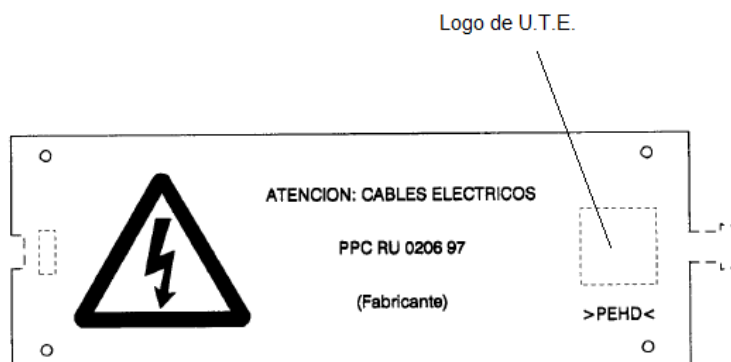 Logo de U.T.E.
ATENCION: CABLES ELECTRICOS
PPC RU 0206 97
(Fabricante)
>PEHD<